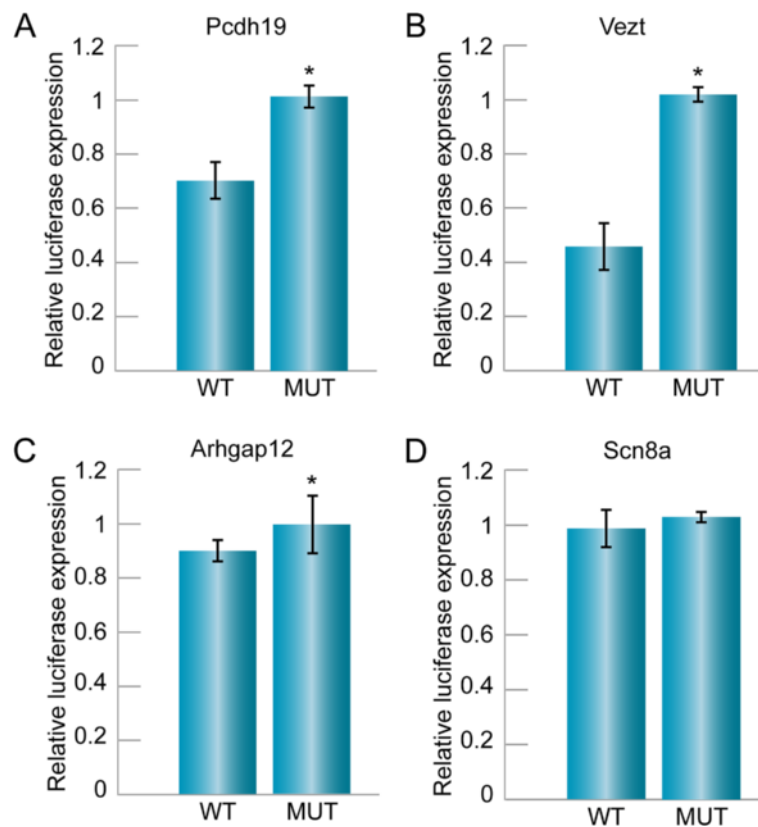 A
Pcdh19
Relative luciferase expression
1.2
1
0.8
0.6
0.4
0.2
0
*
WT MUT
B
Vezt
Relative luciferase expression
1.2
1
0.8
0.6
0.4
0.2
0
*
WT MUT
C
Arhgap12
Relative luciferase expression
1.2
1
0.8
0.6
0.4
0.2
0
*
WT MUT
D
Scn8a
Relative luciferase expression
1.2
1
0.8
0.6
0.4
0.2
0
WT MUT